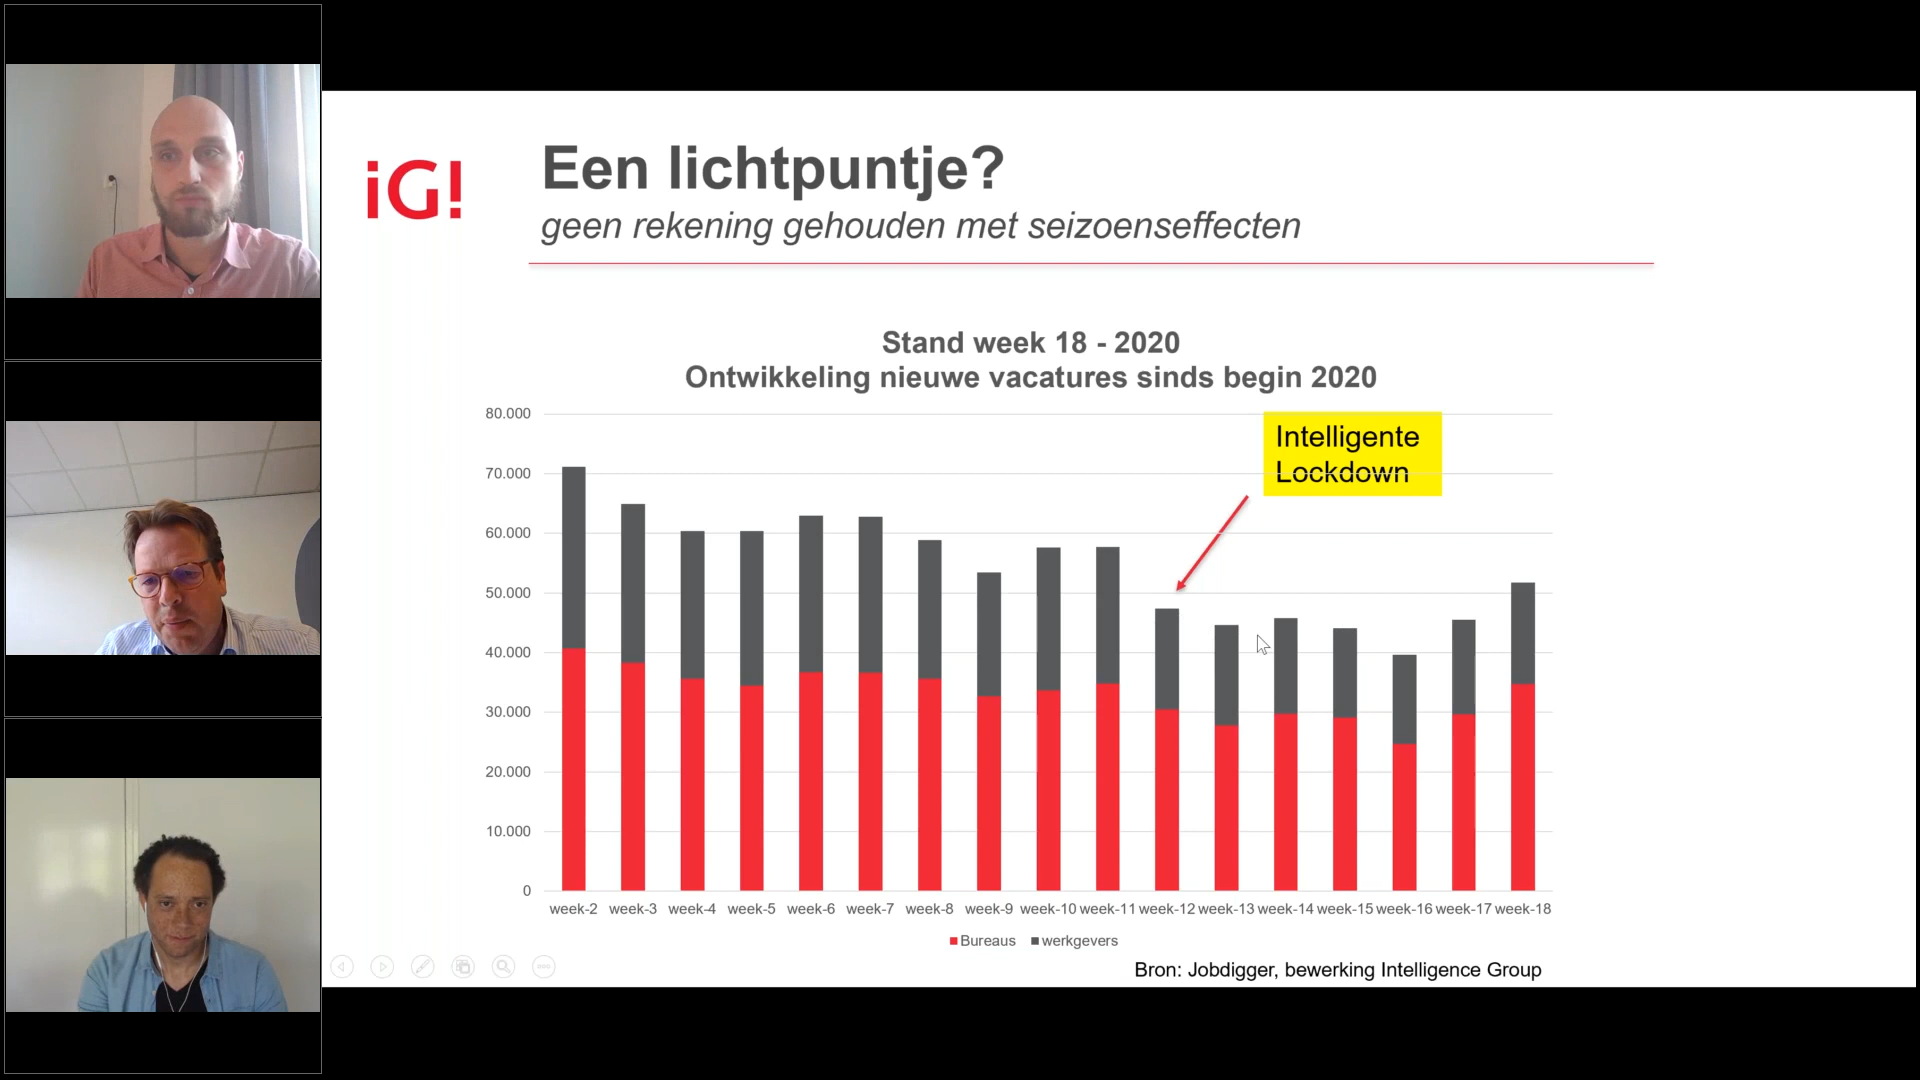 iG!
Een lichtpuntje?
geen rekening gehouden met seizoenseffecten
Stand week 18 - 2020
Ontwikkeling nieuwe vacatures sinds begin 2020
Intelligente
Lockdown
80.000
70.000
60.000
50.000
40.000
30.000
20.000
10.000
0
week-2 week-3 week-4 week-5 week-6 week-7 week-8 week-9 week-10 week-11 week-12 week-13 week-14 week-15 week-16 week-17 week-18
Bureaus werkgevers
Bron: Jobdigger, bewerking Intelligence Group